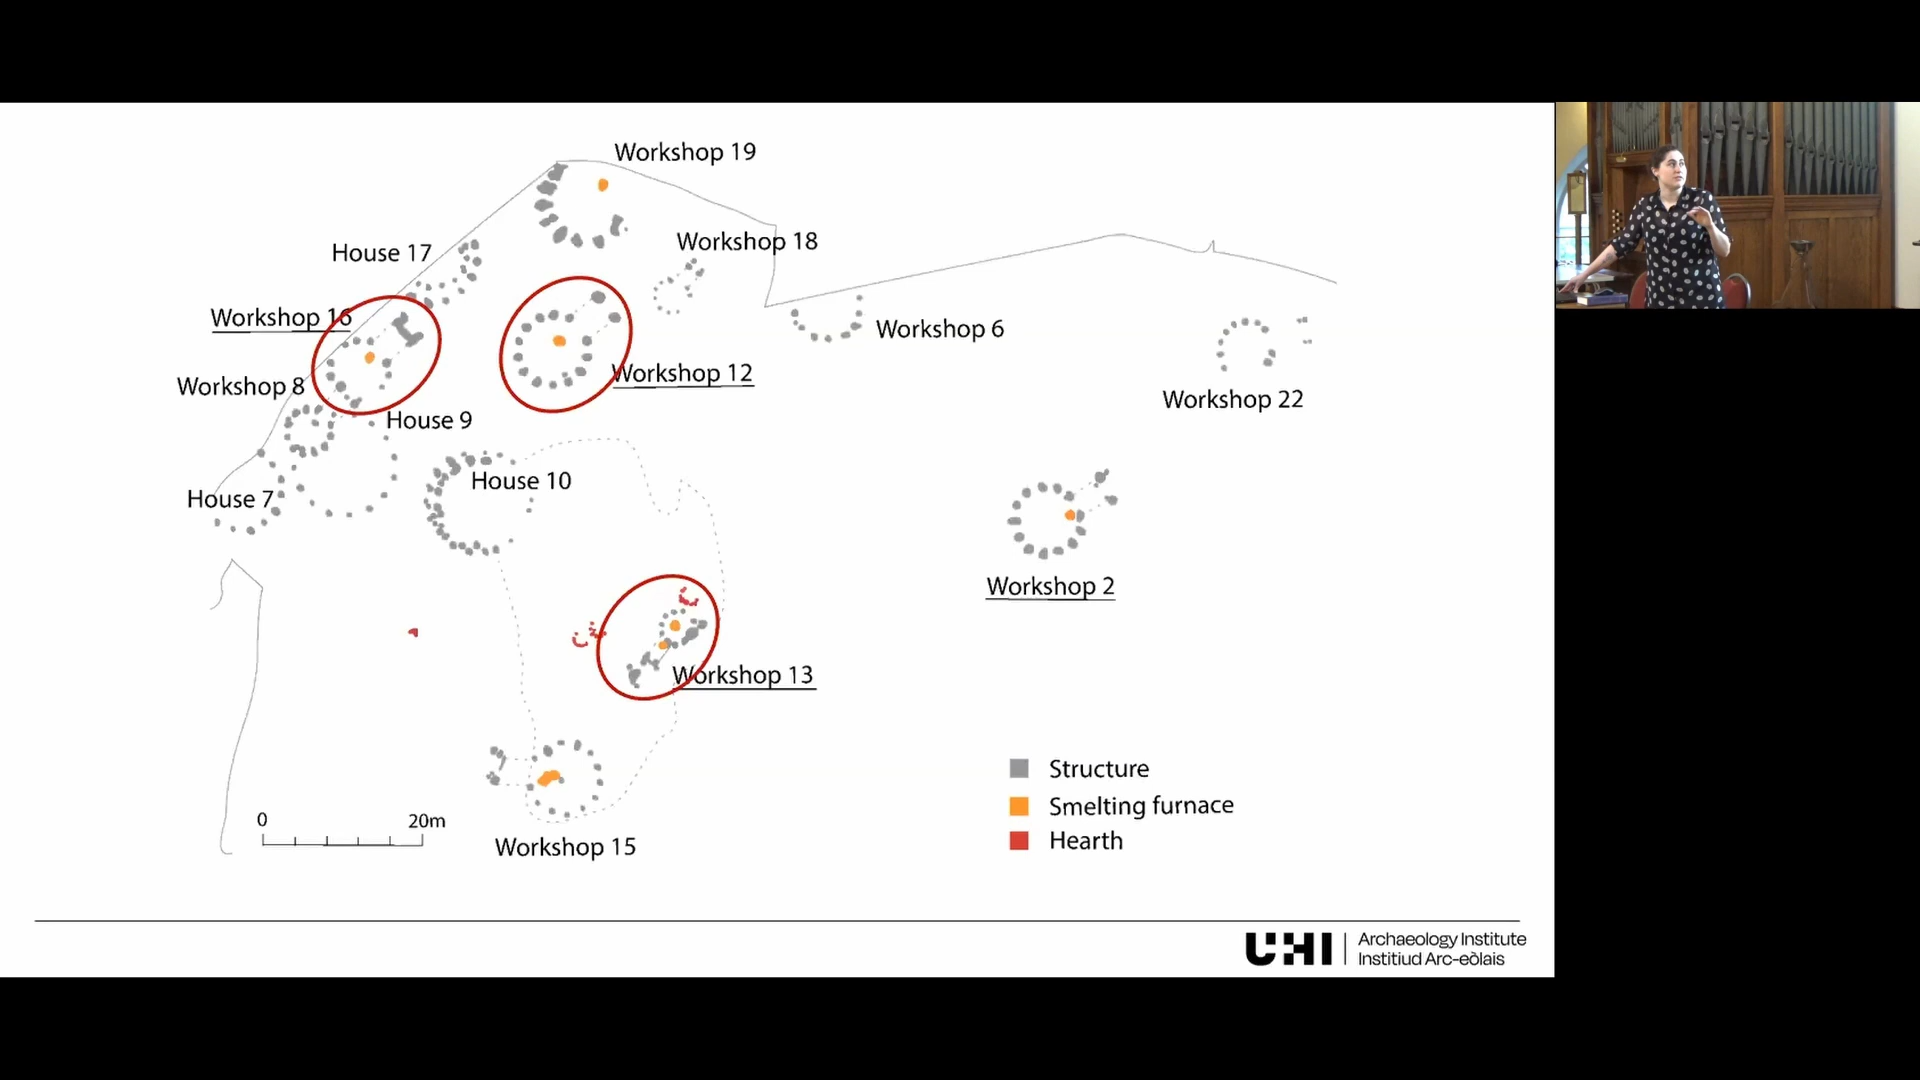 Workshop 19
Workshop 18
House 17
Workshop 16
Workshop 6
Workshop 12
Workshop 8
Workshop 22
House 9
House 10
House 7
Workshop 2
Workshop 13
Structure
Smelting furnace
Hearth
0 20m
Workshop 15
UHI
Archaeology Institute
Institiud Arc-eòlais